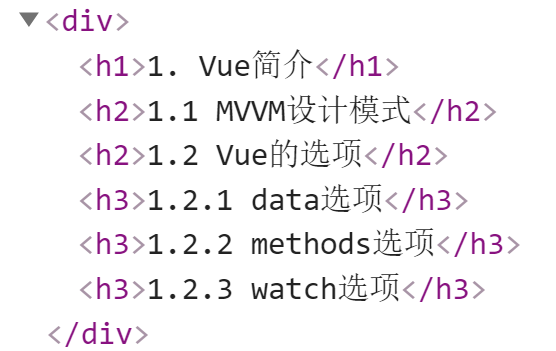 ▼<div>
<h1>1. Vue简介</h1>
<h2>1.1 MVVM设计模式</h2>
<h2>1.2 Vue的选项</h2>
<h3>1.2.1 data选项</h3>
<h3>1.2.2 methods选项</h3>
<h3>1.2.3 watch选项</h3>
</div>